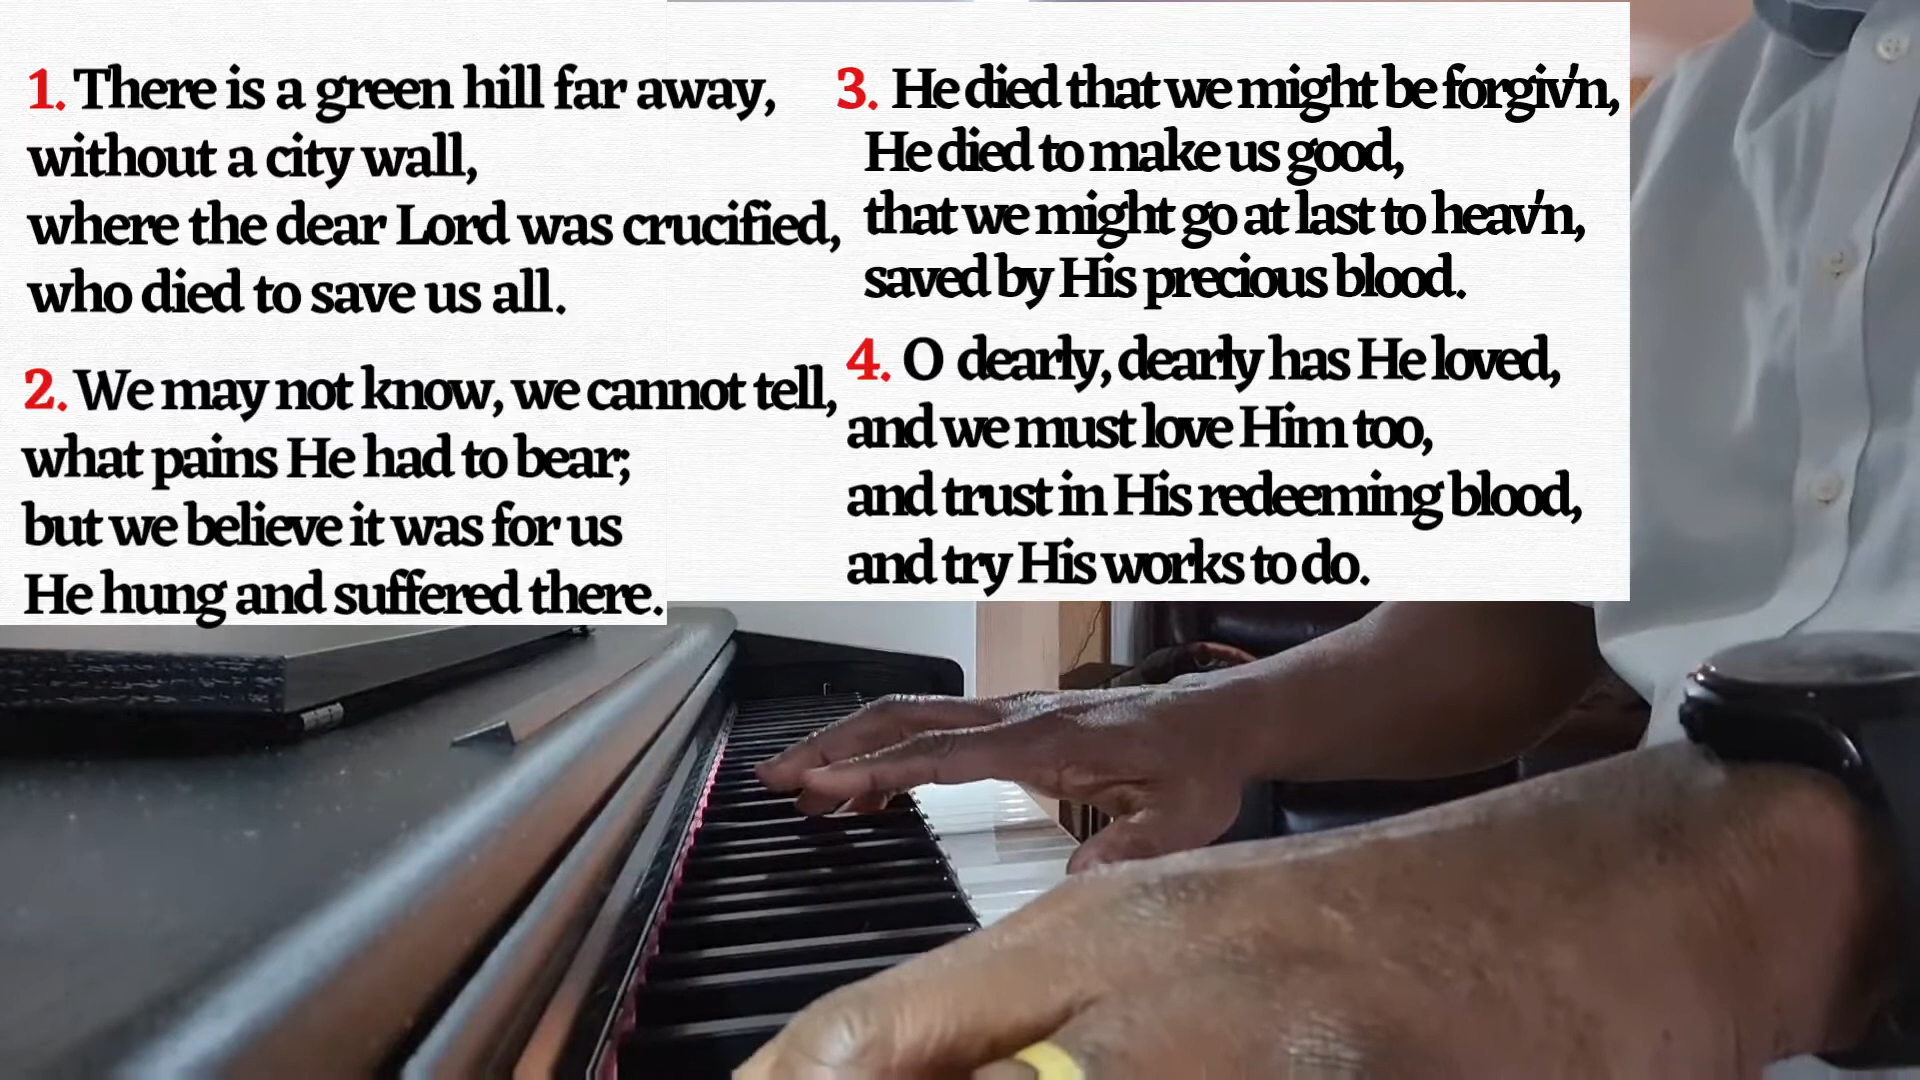 1. There is a green hill far away,
without a city wall,
where the dear Lord was crucified,
who died to save us all.
2. We may not know, we cannot tell,
what pains He had to bear;
but we believe it was for us
He hung and suffered there.
3. He died that we might be forgiv'n,
He died to make us good,
that we might go at last to heav'n,
saved by His precious blood.
4. O dearly, dearly has He loved,
and we must love Him too,
and trust in His redeeming blood,
and try His works to do.